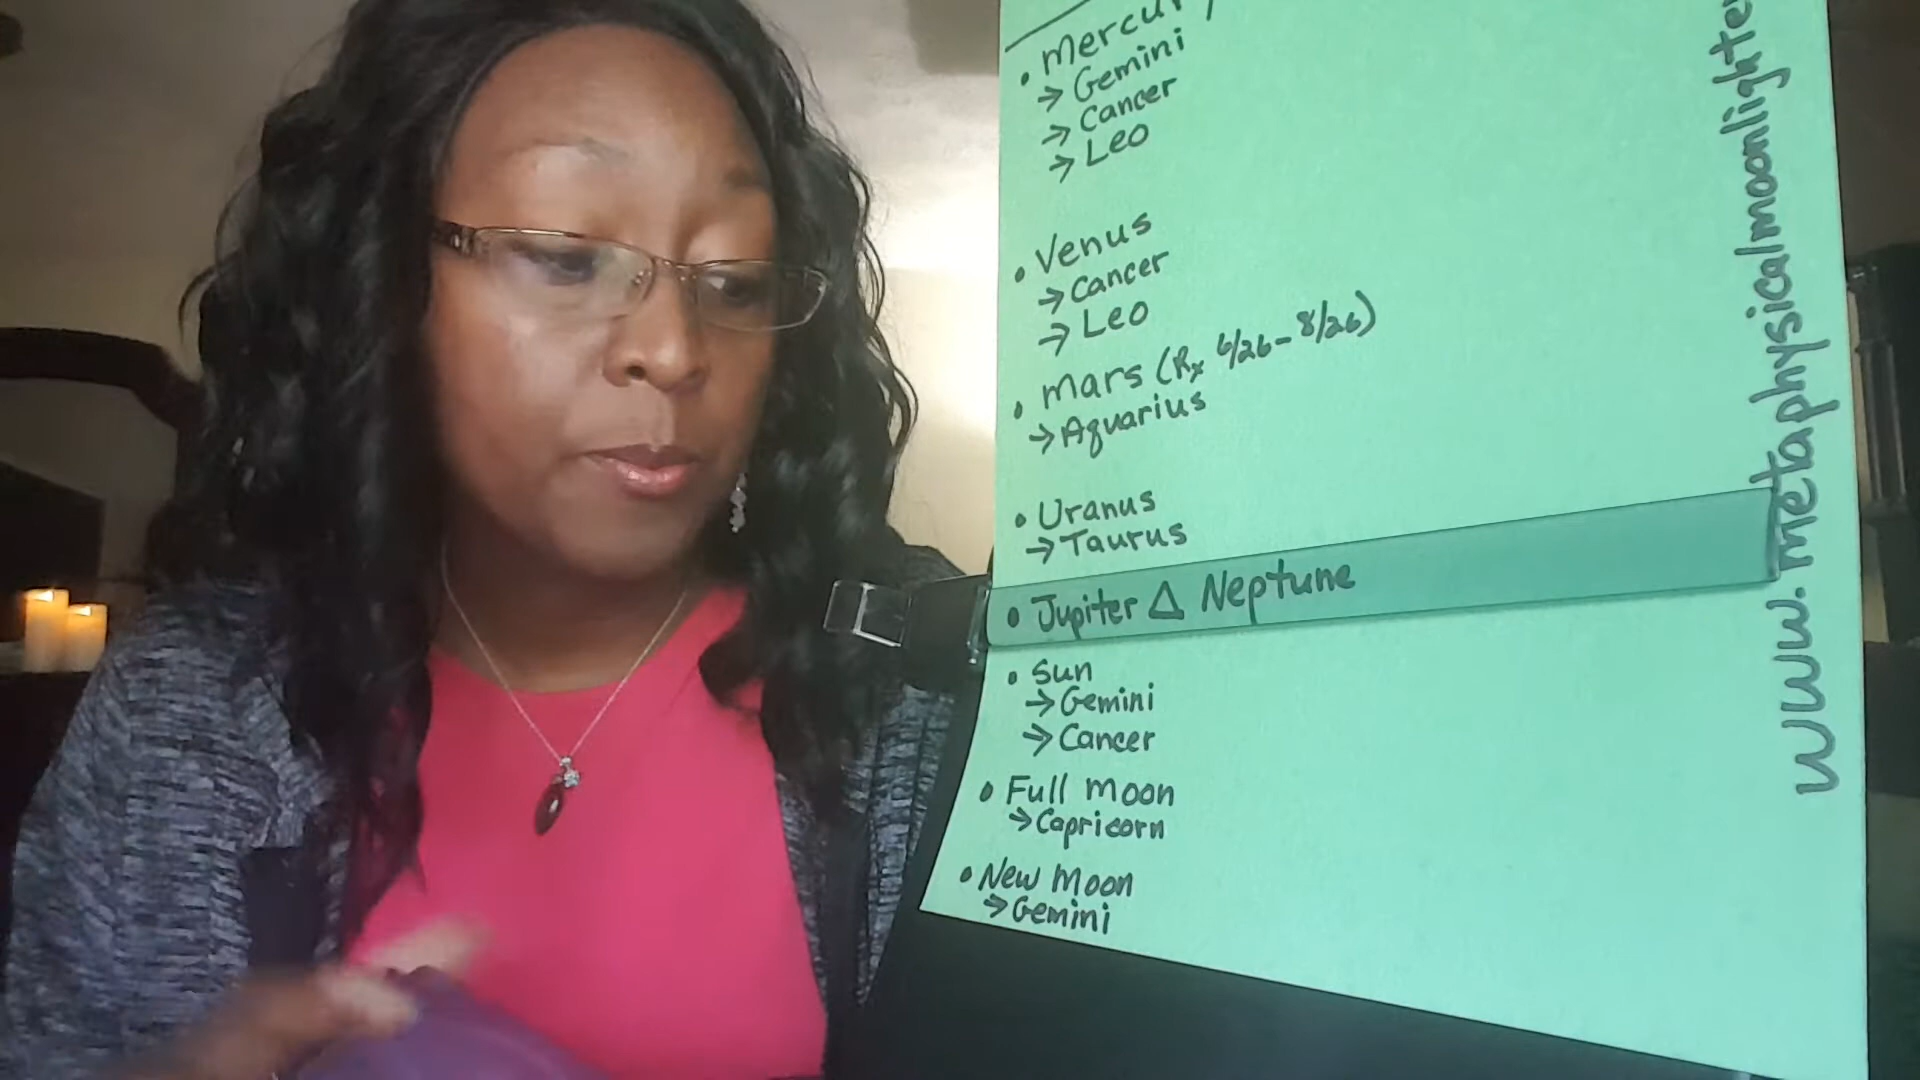 • Mercury
→ Gemini
→ Cancer
→ Leo
• Venus
→ Cancer
→ Leo
• Mars (Rx 6/26 - 8/26)
→ Aquarius
• Uranus
→ Taurus
• Jupiter △ Neptune
• Sun
→ Gemini
→ Cancer
• Full Moon
→ Capricorn
• New Moon
→ Gemini
www.metaphysicalmoonlighte